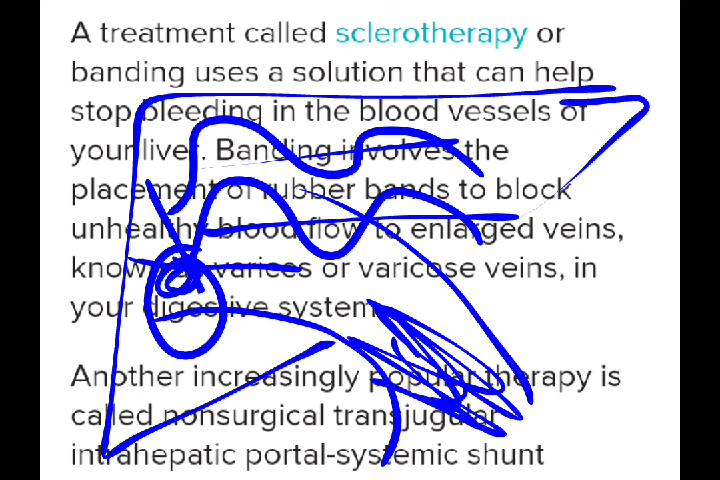 A treatment called sclerotherapy or
banding uses a solution that can help
stop bleeding in the blood vessels of
your liver. Banding involves the
placement of rubber bands to block
unhealthy blood flow to enlarged veins,
known as varices or varicose veins, in
your digestive system.
Another increasingly popular therapy is
called nonsurgical transjugular
intrahepatic portal-systemic shunt